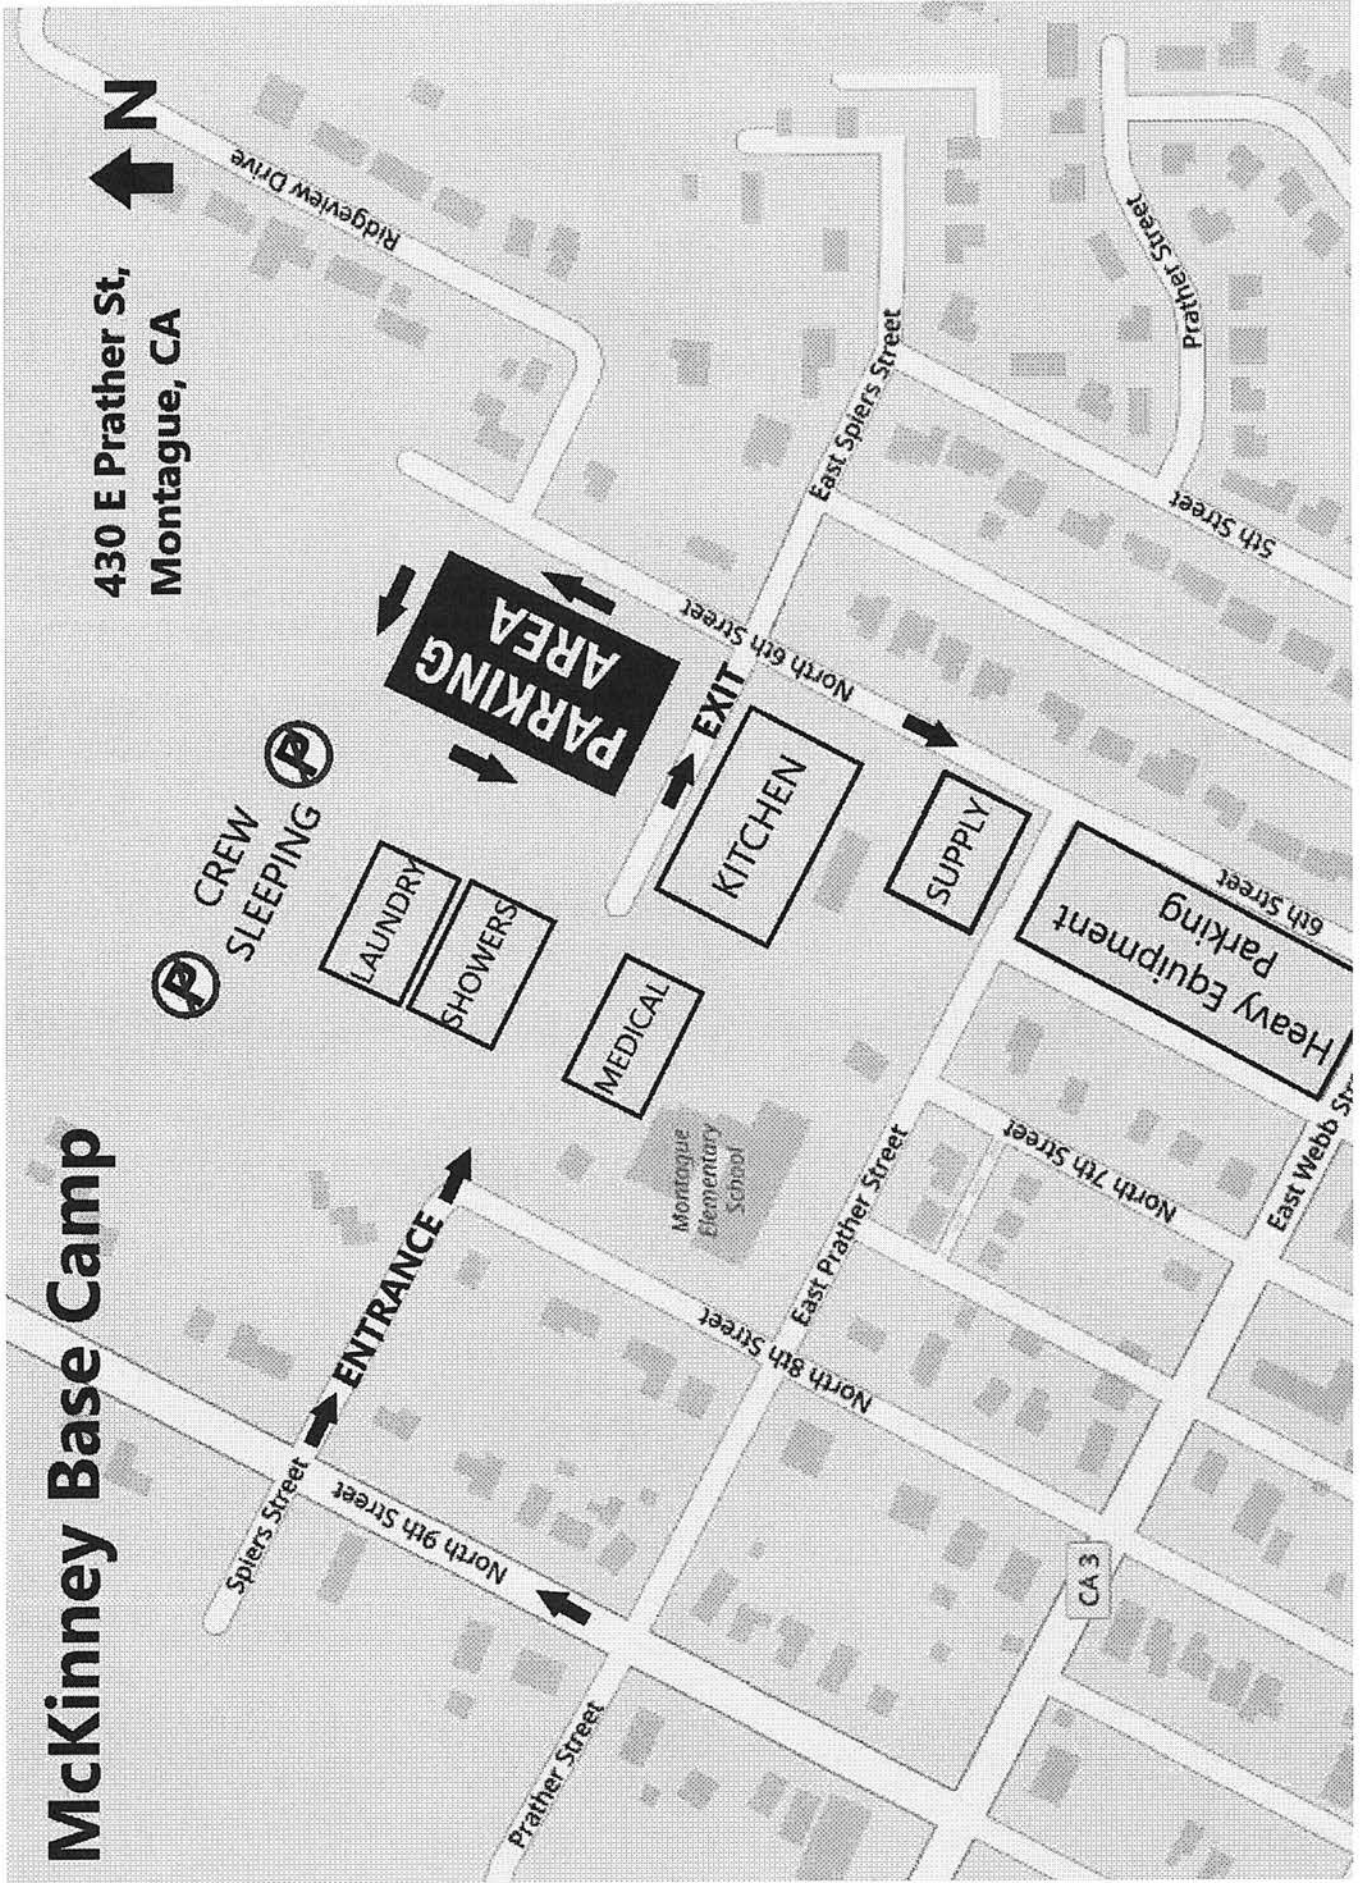 McKinney Base Camp
430 E Prather St,
Montague, CA
N
Ridgeview Drive
CREW
SLEEPING
P
P
LAUNDRY
SHOWERS
MEDICAL
PARKING
AREA
EXIT
KITCHEN
SUPPLY
Heavy Equipment
Parking
ENTRANCE
Spiers Street
North 9th Street
Prather Street
Montague
Elementary
School
North 8th Street
East Prather Street
North 7th Street
East Webb Str
CA 3
North 6th Street
6th Street
East Spiers Street
5th Street
Prather Street